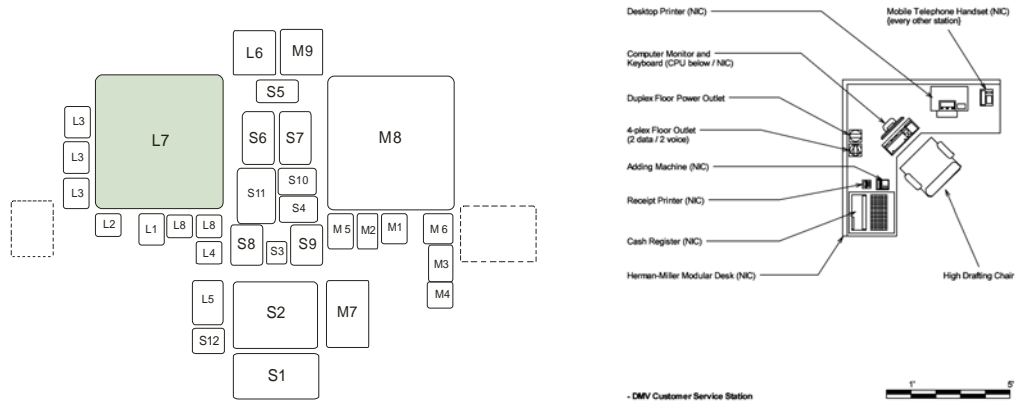 L6
M9
S5
L7
M8
L3
L3
L3
S6
S7
S11
S10
S4
L2
L1
L8
L8
L4
S8
S3
S9
M 5
M2
M1
M 6
M3
M4
L5
S12
S2
M7
S1
Desktop Printer (NIC)
Mobile Telephone Handset (NIC)
{every other station}
Computer Monitor and
Keyboard (CPU below / NIC)
Duplex Floor Power Outlet
4-plex Floor Outlet
(2 data / 2 voice)
Adding Machine (NIC)
Receipt Printer (NIC)
Cash Register (NIC)
Herman-Miller Modular Desk (NIC)
High Drafting Chair
- DMV Customer Service Station
1'
5'